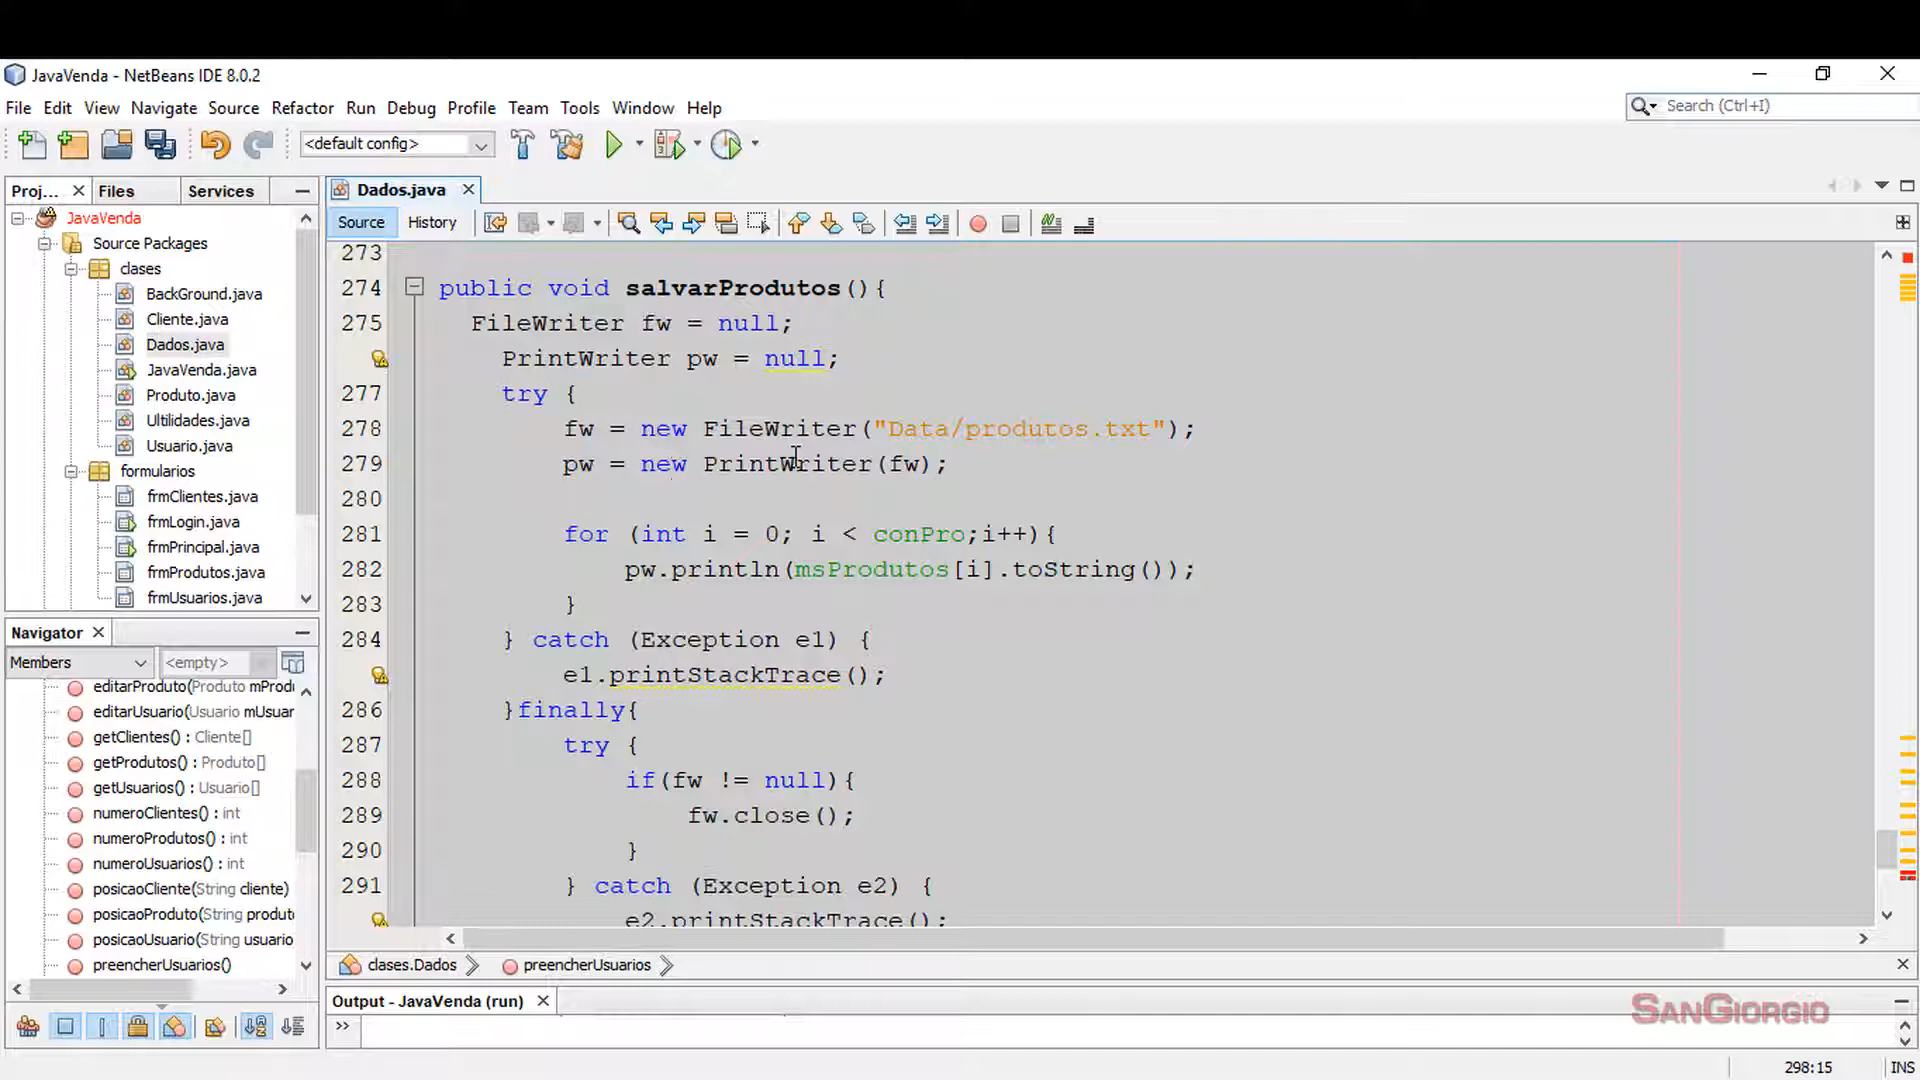 JavaVenda - NetBeans IDE 8.0.2
File Edit View Navigate Source Refactor Run Debug Profile Team Tools Window Help
Search (Ctrl+I)
<default config>
Proj... Files Services
Dados.java
Source History
JavaVenda
Source Packages
clases
BackGround.java
Cliente.java
Dados.java
JavaVenda.java
Produto.java
Ultilidades.java
Usuario.java
formularios
frmClientes.java
frmLogin.java
frmPrincipal.java
frmProdutos.java
frmUsuarios.java
273
274 public void salvarProdutos(){
275 FileWriter fw = null;
PrintWriter pw = null;
277 try {
278 fw = new FileWriter("Data/produtos.txt");
279 pw = new PrintWriter(fw);
280
281 for (int i = 0; i < conPro;i++){
282 pw.println(msProdutos[i].toString());
283 }
284 } catch (Exception e1) {
e1.printStackTrace();
286 }finally{
287 try {
288 if(fw != null){
289 fw.close();
290 }
291 } catch (Exception e2) {
e2.printStackTrace();
Navigator
Members <empty>
editarProduto(Produto mProdu
editarUsuario(Usuario mUsuar
getClientes() : Cliente[]
getProdutos() : Produto[]
getUsuarios() : Usuario[]
numeroClientes() : int
numeroProdutos() : int
numeroUsuarios() : int
posicaoCliente(String cliente)
posicaoProduto(String produto
posicaoUsuario(String usuario
preencherUsuarios()
clases.Dados preencherUsuarios
Output - JavaVenda (run)
SanGiorgio
298:15 INS